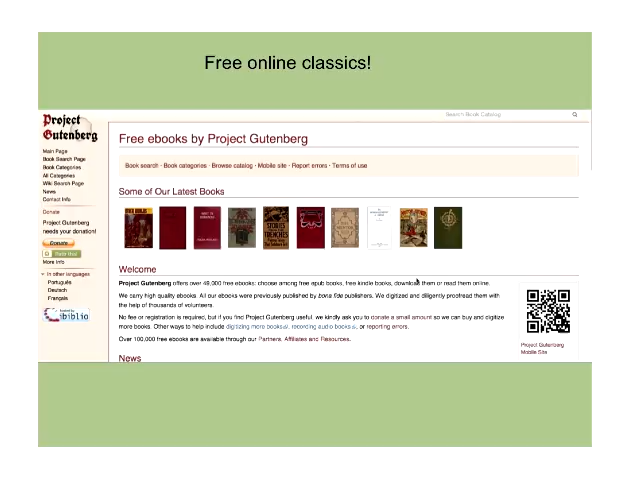 Free online classics!
Project
Gutenberg
Search Book Catalog
Main Page
Book Search Page
Book Categories
All Categories
Wiki Search Page
News
Contact Info
Donate
Project Gutenberg
needs your donation!
Donate
More Info
In other languages
Português
Deutsch
Français
ibiblio
Free ebooks by Project Gutenberg
Book search · Book categories · Browse catalog · Mobile site · Report errors · Terms of use
Some of Our Latest Books
STORIES
TRENCHES
Welcome
Project Gutenberg offers over 49,000 free ebooks: choose among free epub books, free kindle books, download them or read them online.
We carry high quality ebooks: All our ebooks were previously published by bona fide publishers. We digitized and diligently proofread them with
the help of thousands of volunteers.
No fee or registration is required, but if you find Project Gutenberg useful, we kindly ask you to donate a small amount so we can buy and digitize
more books. Other ways to help include digitizing more books, recording audio books, or reporting errors.
Over 100,000 free ebooks are available through our Partners, Affiliates and Resources.
Project Gutenberg
Mobile Site
News